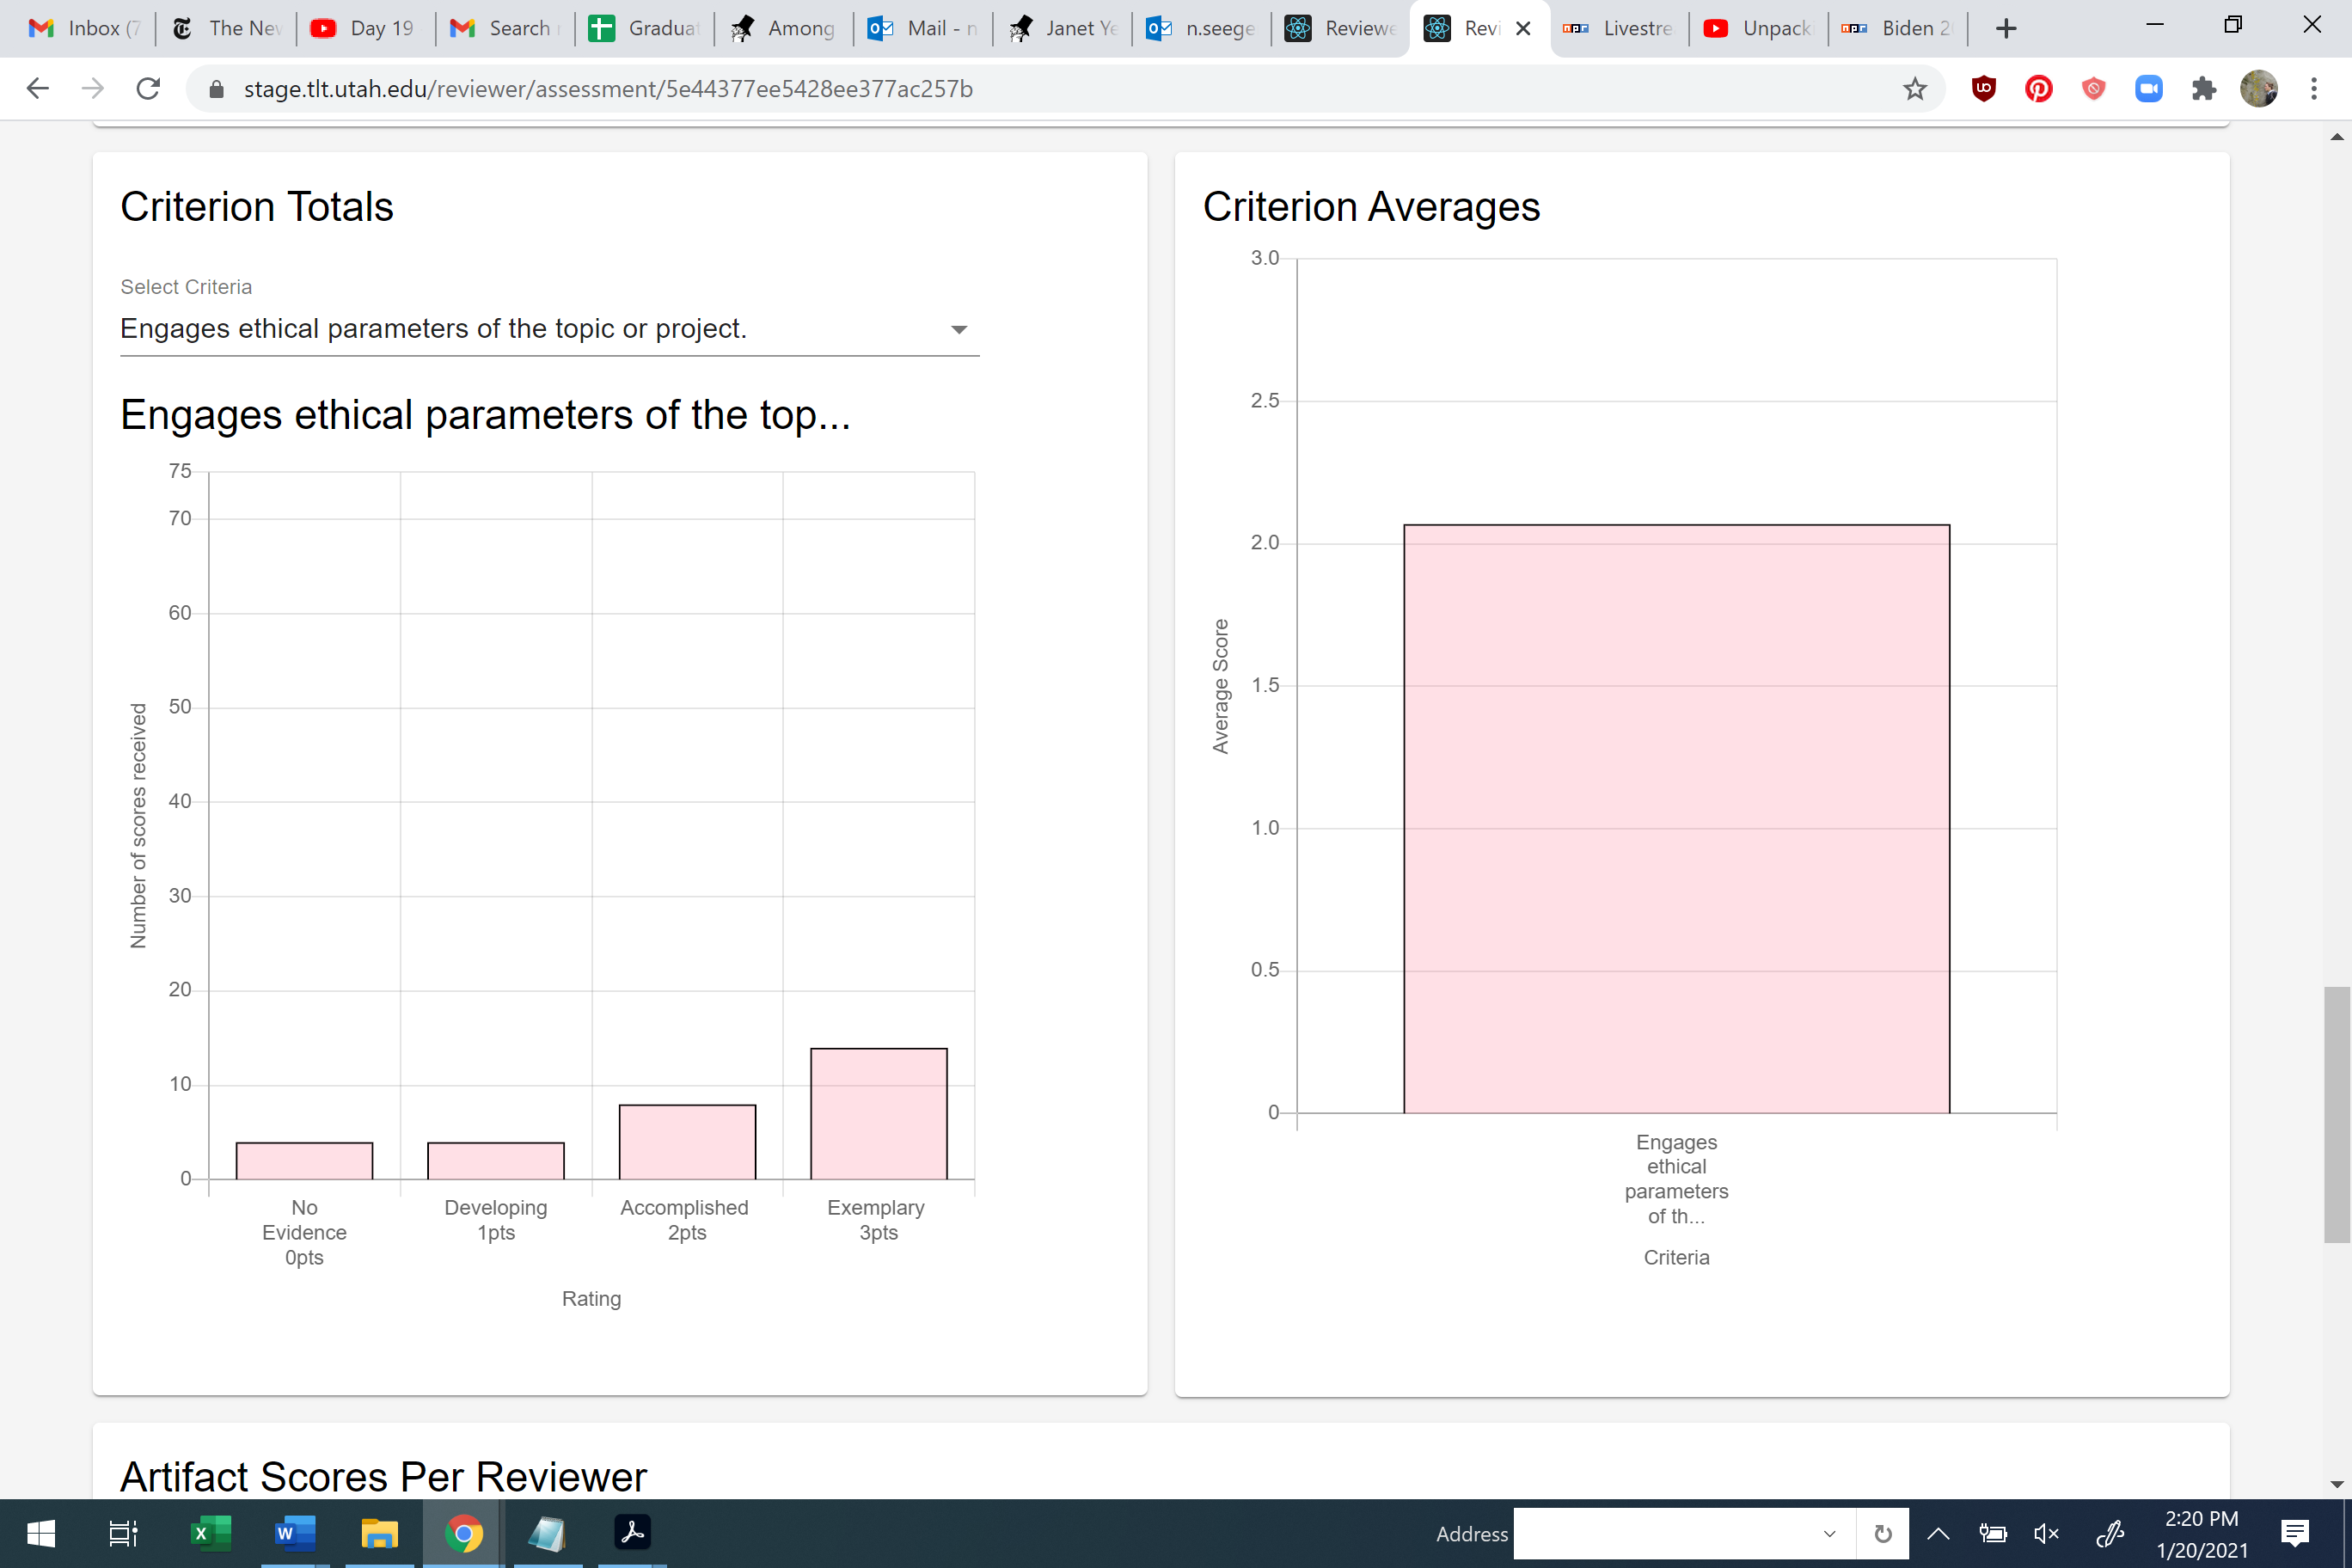 Inbox (7
The Nev
Day 19
Search
Graduat
Among
Mail - n
Janet Ye
n.seege
Reviewe
Revi
Livestre
Unpack
Biden 2
stage.tlt.utah.edu/reviewer/assessment/5e44377ee5428ee377ac257b
Criterion Totals
Select Criteria
Engages ethical parameters of the topic or project.
Engages ethical parameters of the top...
75
70
60
50
40
30
20
10
0
Number of scores received
No
Evidence
0pts
Developing
1pts
Accomplished
2pts
Exemplary
3pts
Rating
Criterion Averages
3.0
2.5
2.0
1.5
1.0
0.5
0
Average Score
Engages
ethical
parameters
of th...
Criteria
Artifact Scores Per Reviewer
Address
2:20 PM
1/20/2021